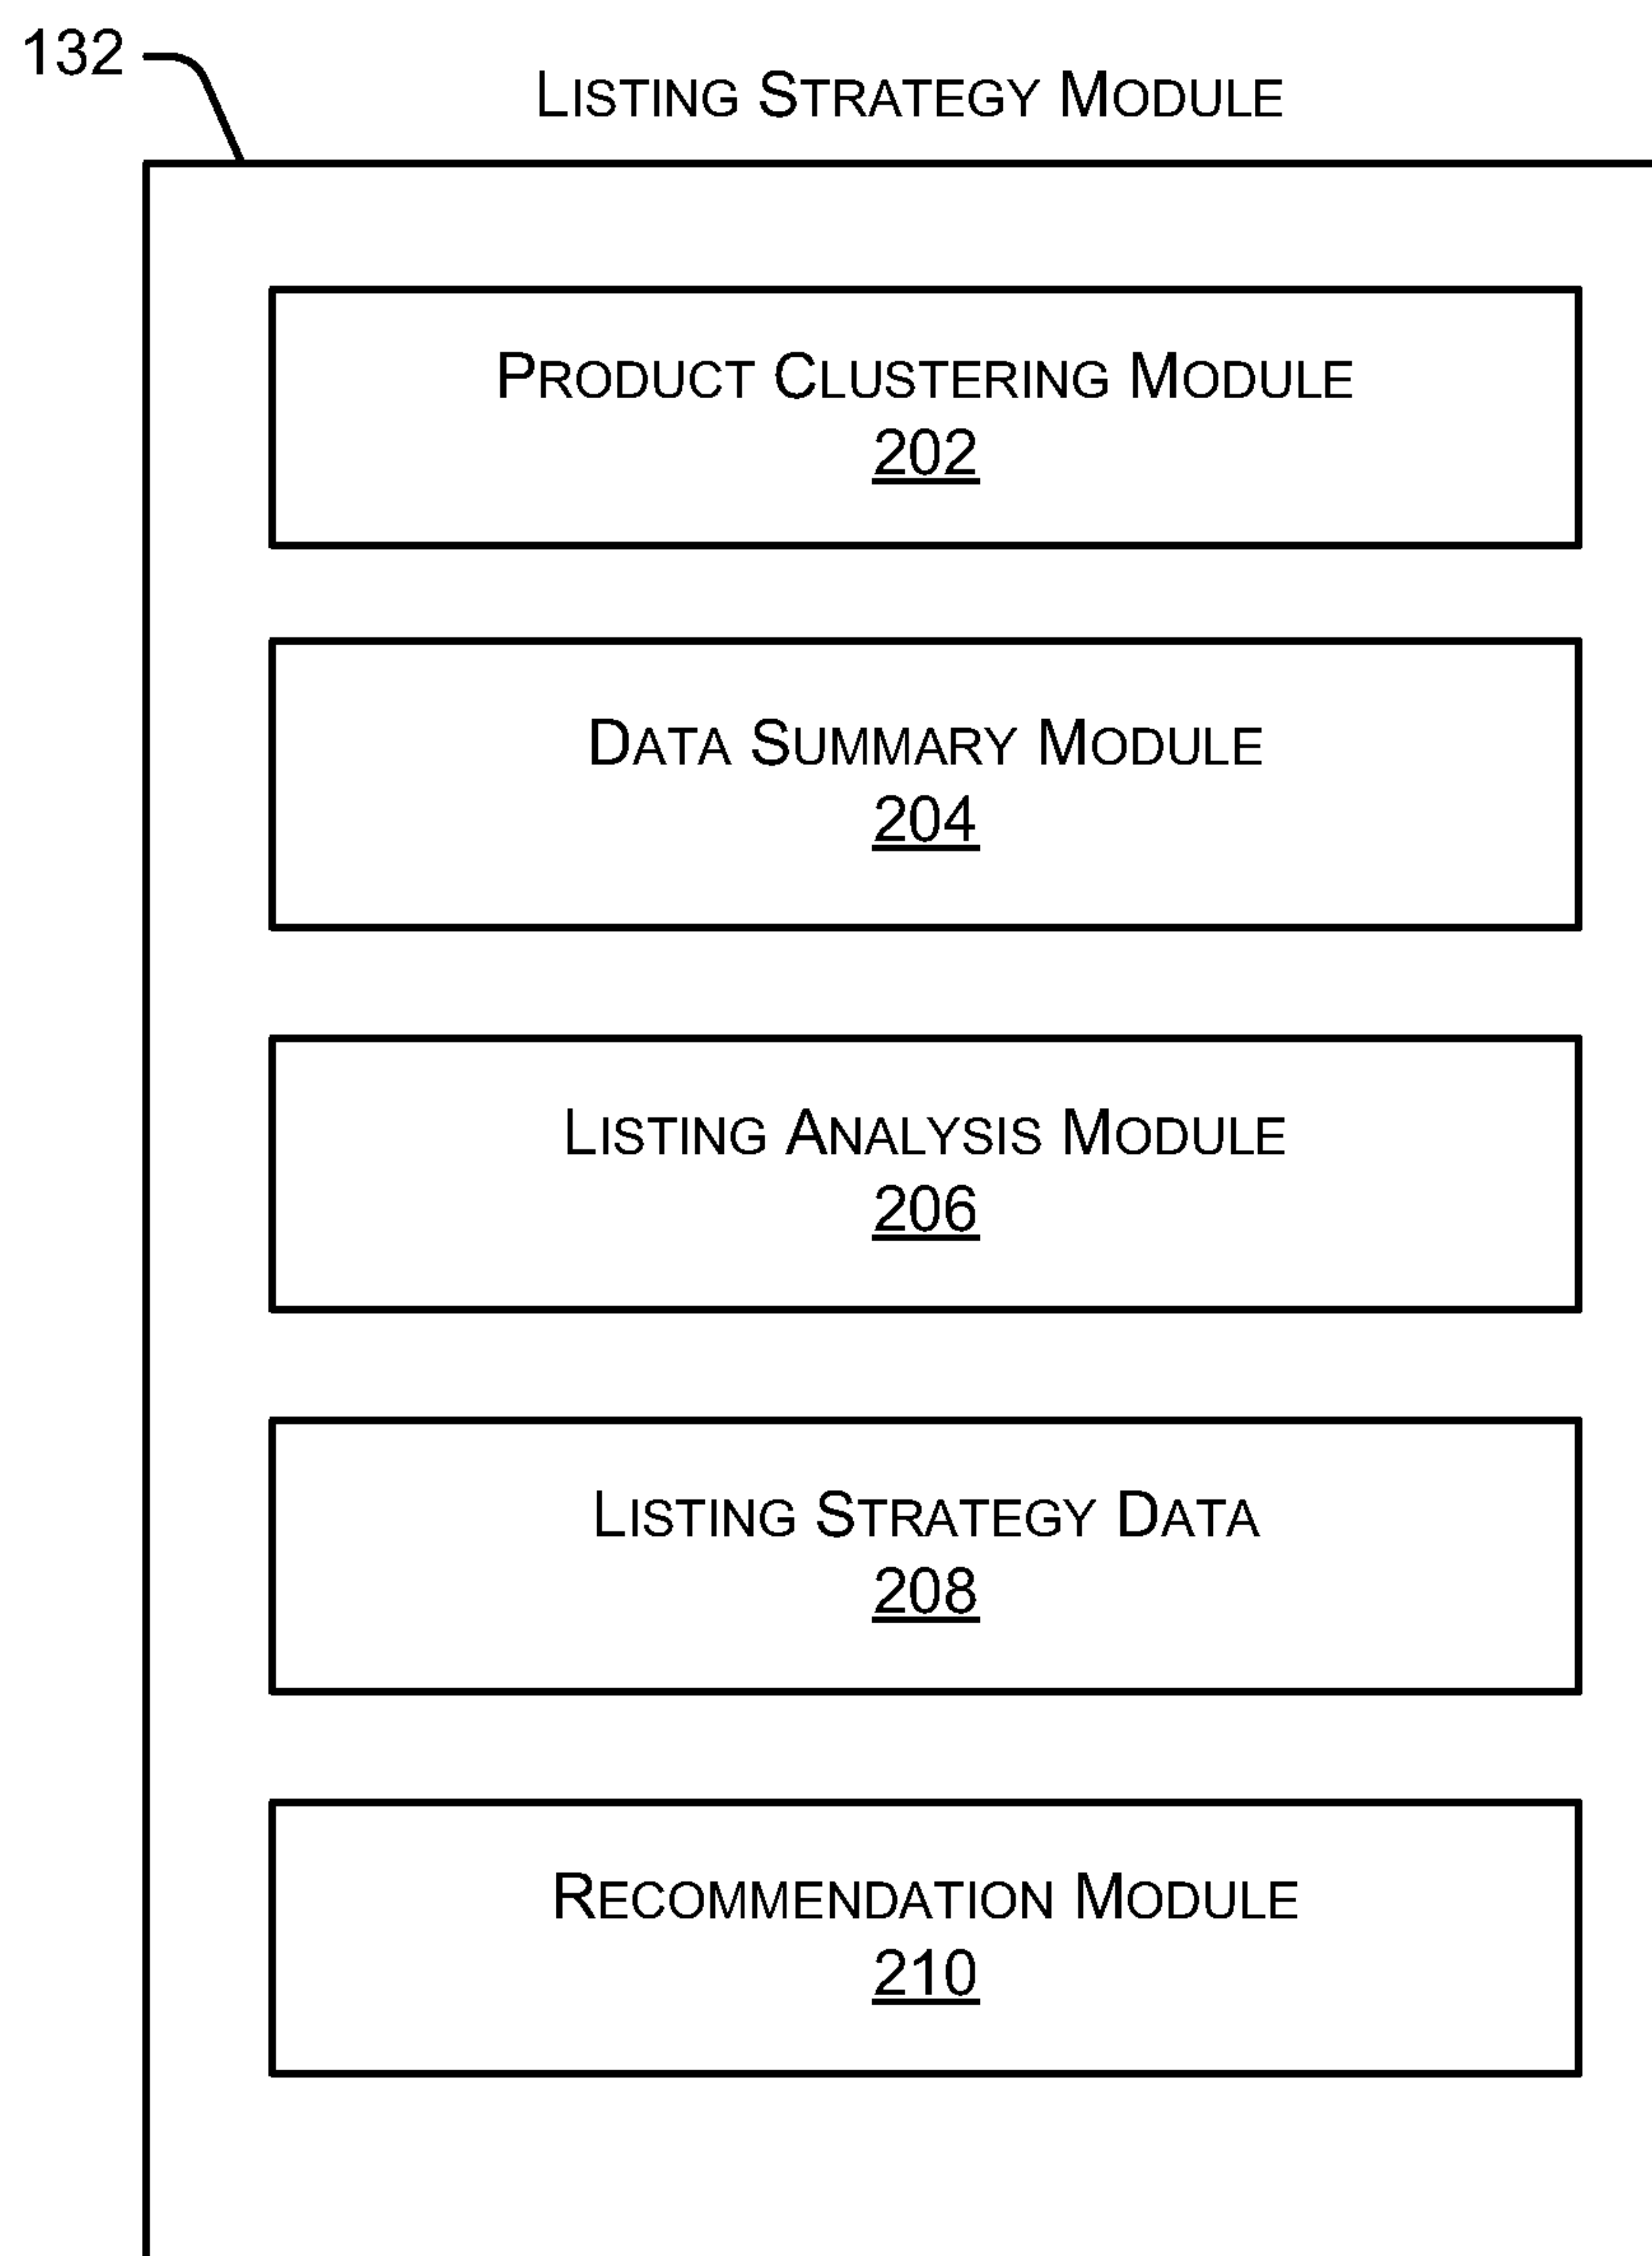 132
LISTING STRATEGY MODULE
PRODUCT CLUSTERING MODULE
202
DATA SUMMARY MODULE
204
LISTING ANALYSIS MODULE
206
LISTING STRATEGY DATA
208
RECOMMENDATION MODULE
210